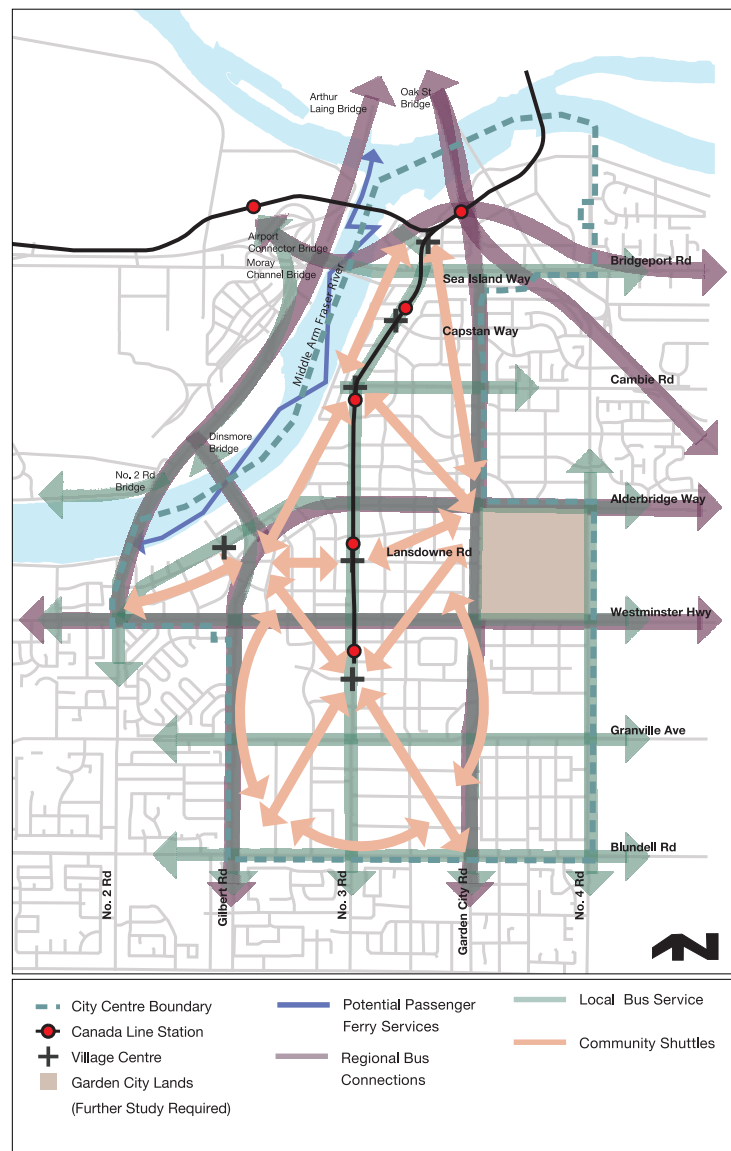 Arthur
Laing Bridge
Oak St
Bridge
Airport
Connector Bridge
Moray
Channel Bridge
Bridgeport Rd
Sea Island Way
Middle Arm Fraser River
Capstan Way
Cambie Rd
Dinsmore
Bridge
No. 2 Rd
Bridge
Alderbridge Way
Lansdowne Rd
Westminster Hwy
Granville Ave
Blundell Rd
No. 2 Rd
Gilbert Rd
No. 3 Rd
Garden City Rd
No. 4 Rd
N
City Centre Boundary
Canada Line Station
Village Centre
Garden City Lands
(Further Study Required)
Potential Passenger
Ferry Services
Regional Bus
Connections
Local Bus Service
Community Shuttles